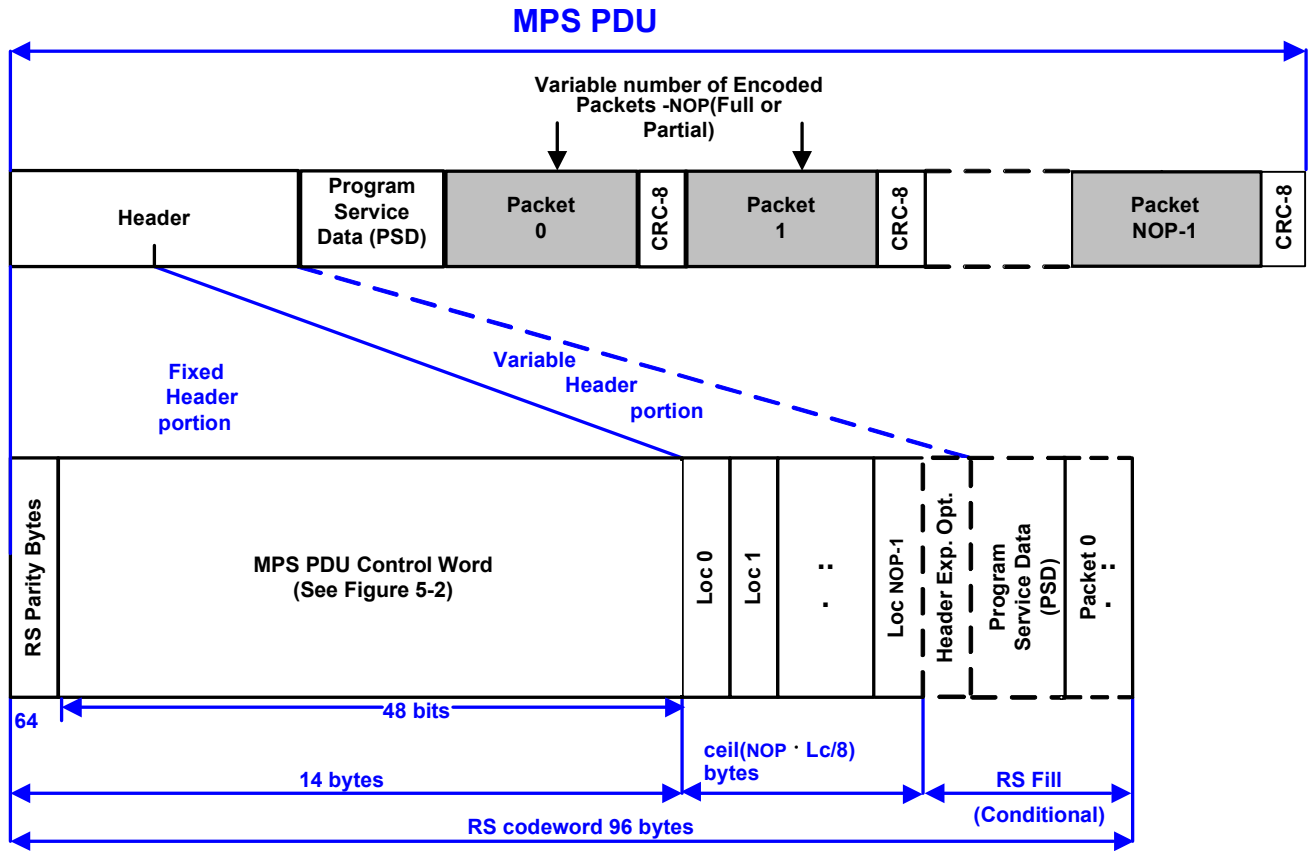 MPS PDU
Variable number of Encoded
Packets -NOP(Full or
Partial)
Header
Program
Service
Data (PSD)
Packet
0
CRC-8
Packet
1
CRC-8
Packet
NOP-1
CRC-8
Fixed
Header
portion
Variable
Header
portion
RS Parity Bytes
MPS PDU Control Word
(See Figure 5-2)
Loc 0
Loc 1
..
.
Loc NOP-1
Header Exp. Opt.
Program
Service Data
(PSD)
Packet 0
. ..
64
48 bits
14 bytes
ceil(NOP · Lc/8)
bytes
RS Fill
(Conditional)
RS codeword 96 bytes